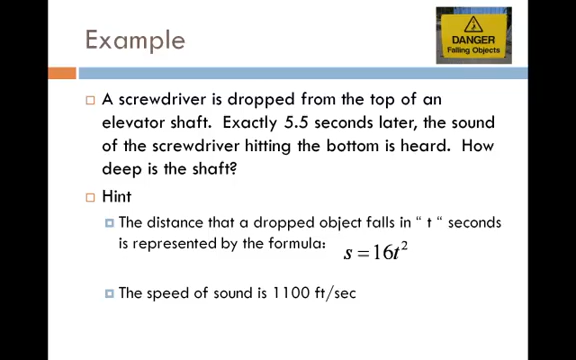 Example
DANGER
Falling Objects
A screwdriver is dropped from the top of an
elevator shaft. Exactly 5.5 seconds later, the sound
of the screwdriver hitting the bottom is heard. How
deep is the shaft?
Hint
The distance that a dropped object falls in “ t “ seconds
is represented by the formula: s = 16t²
The speed of sound is 1100 ft/sec